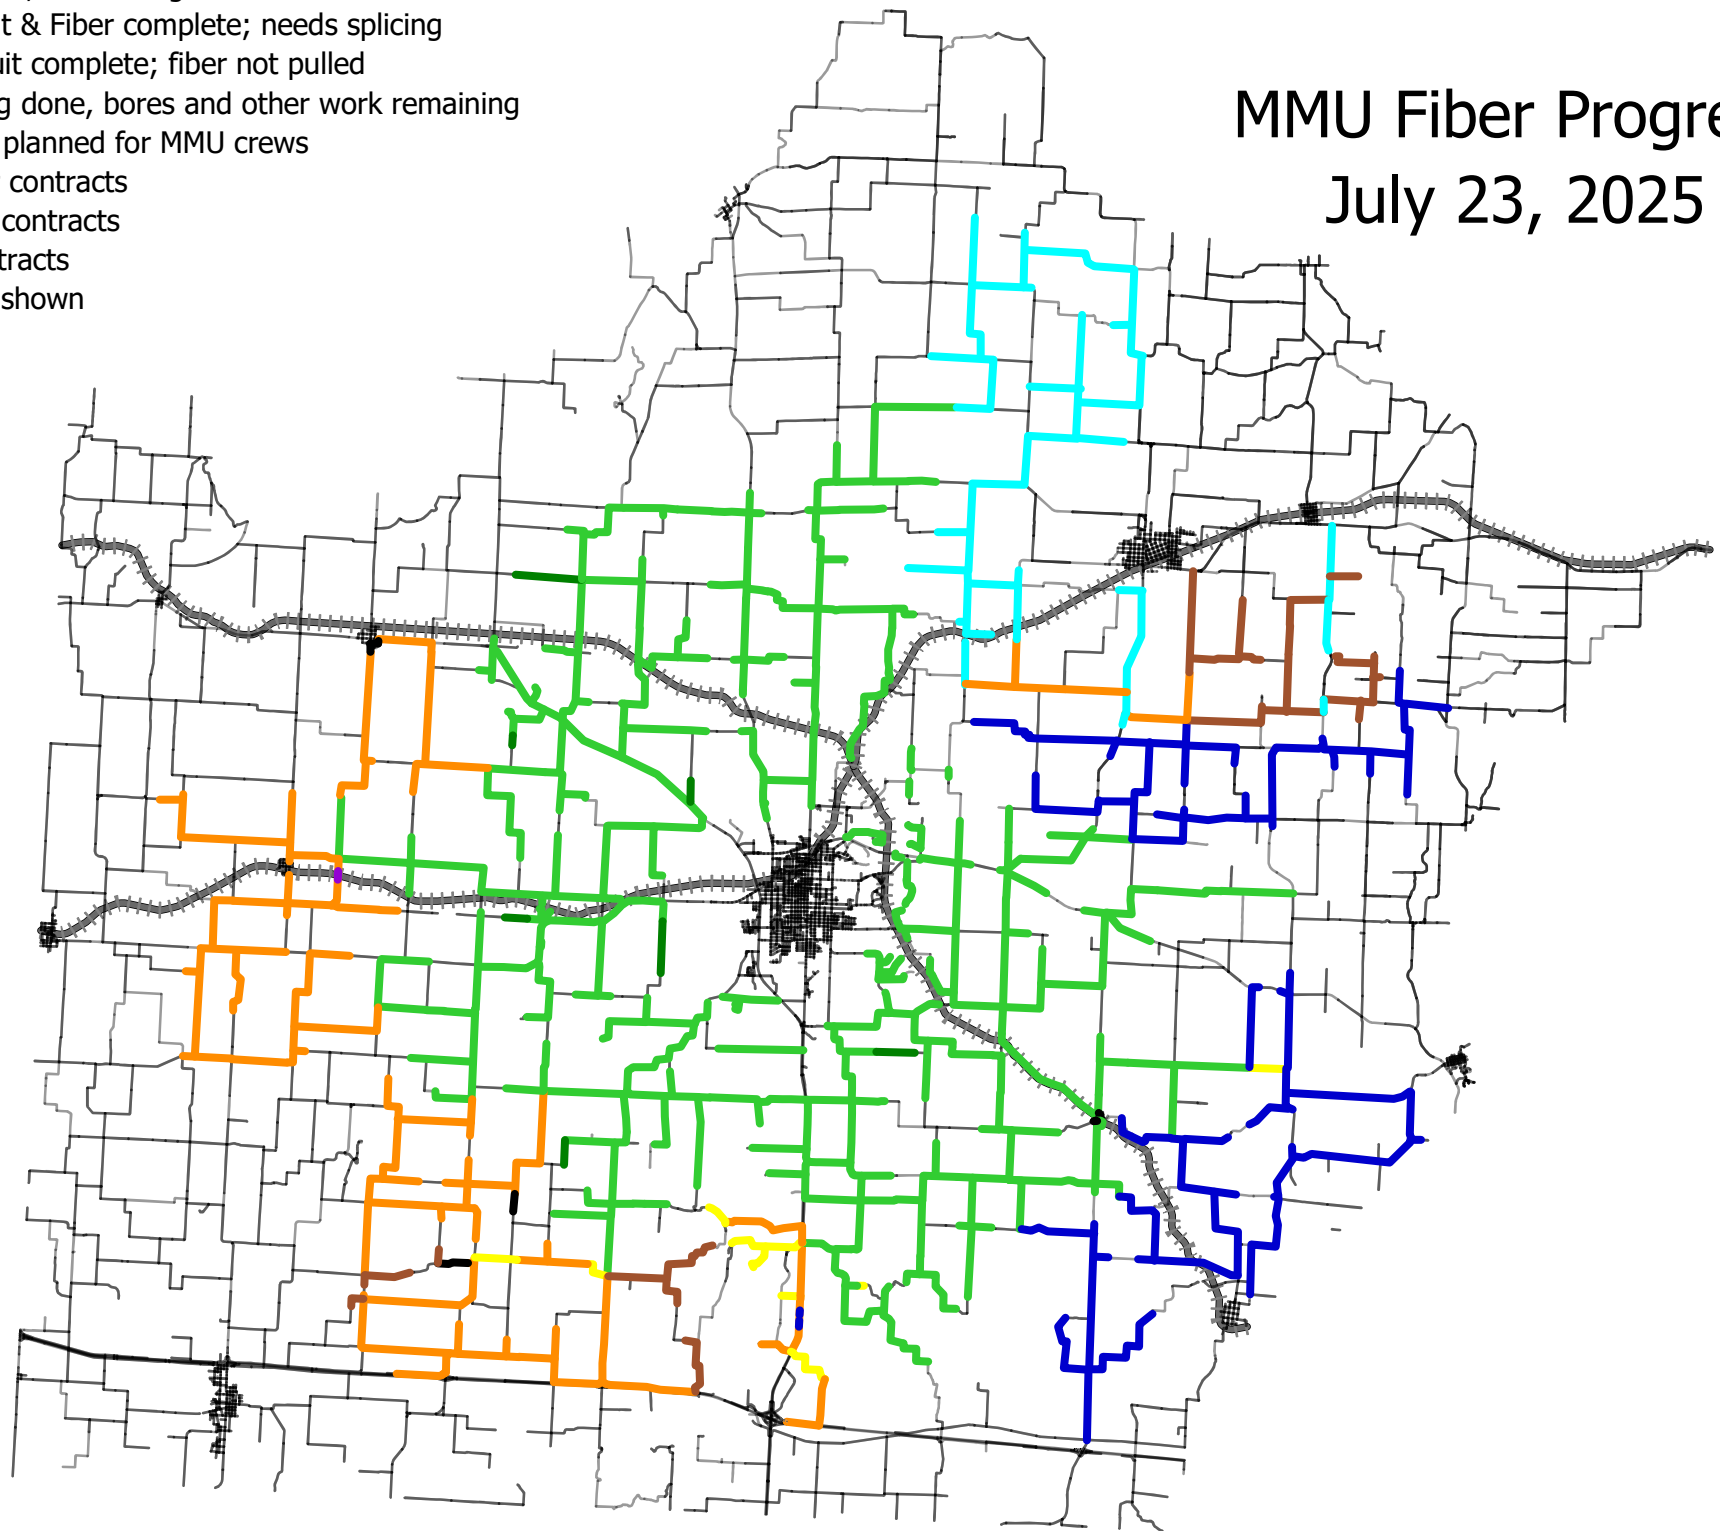 t & Fiber complete; needs splicing
uit complete; fiber not pulled
g done, bores and other work remaining
planned for MMU crews
contracts
contracts
tracts
shown
MMU Fiber Progre
July 23, 2025